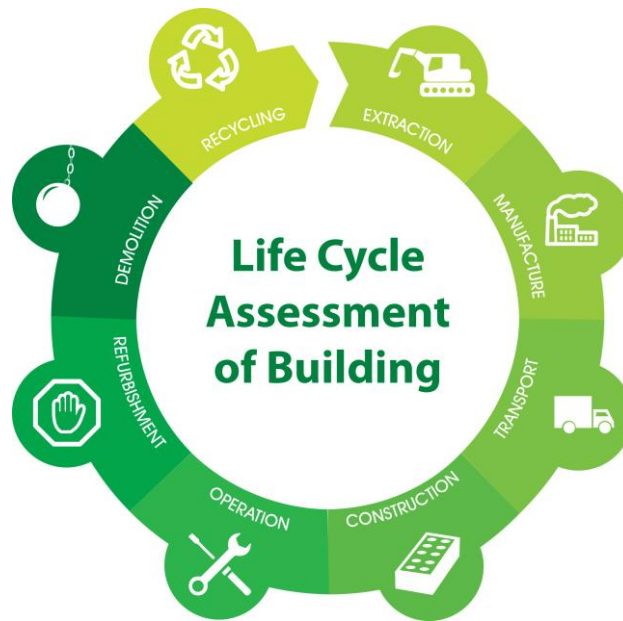 Life Cycle
Assessment
of Building
EXTRACTION
MANUFACTURE
TRANSPORT
CONSTRUCTION
OPERATION
REFURBISHMENT
DEMOLITION
RECYCLING